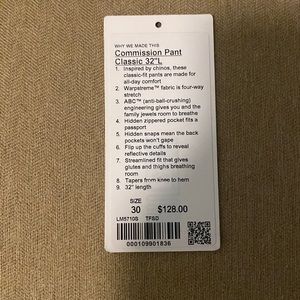 WHY WE MADE THIS
Commission Pant
Classic 32"L
1. Inspired by chinos, these
classic-fit pants are made for
all-day comfort
2. Warpstreme™ fabric is four-way
stretch
3. ABC™ (anti-ball-crushing)
engineering gives you and the
family jewels room to breathe
4. Hidden zippered pocket fits a
passport
5. Hidden snaps mean the back
pockets won't gape
6. Flip up the cuffs to reveal
reflective details
7. Streamlined fit that gives
glutes and thighs breathing
room
8. Tapers from knee to hem
9. 32" length
SIZE
30 $128.00
LM5710S TFSD
000109901836